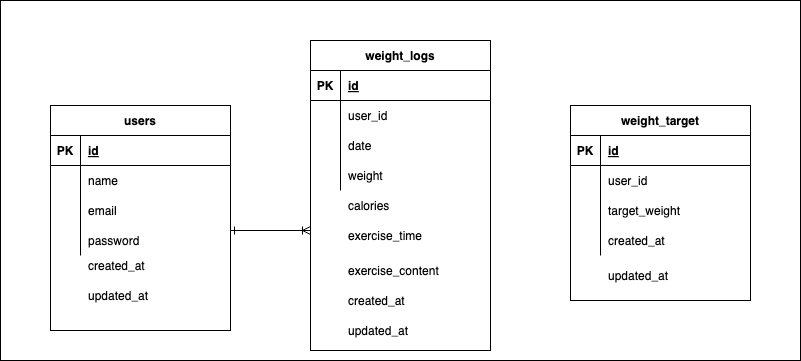 users
PK id
name
email
password
created_at
updated_at
weight_logs
PK id
user_id
date
weight
calories
exercise_time
exercise_content
created_at
updated_at
weight_target
PK id
user_id
target_weight
created_at
updated_at